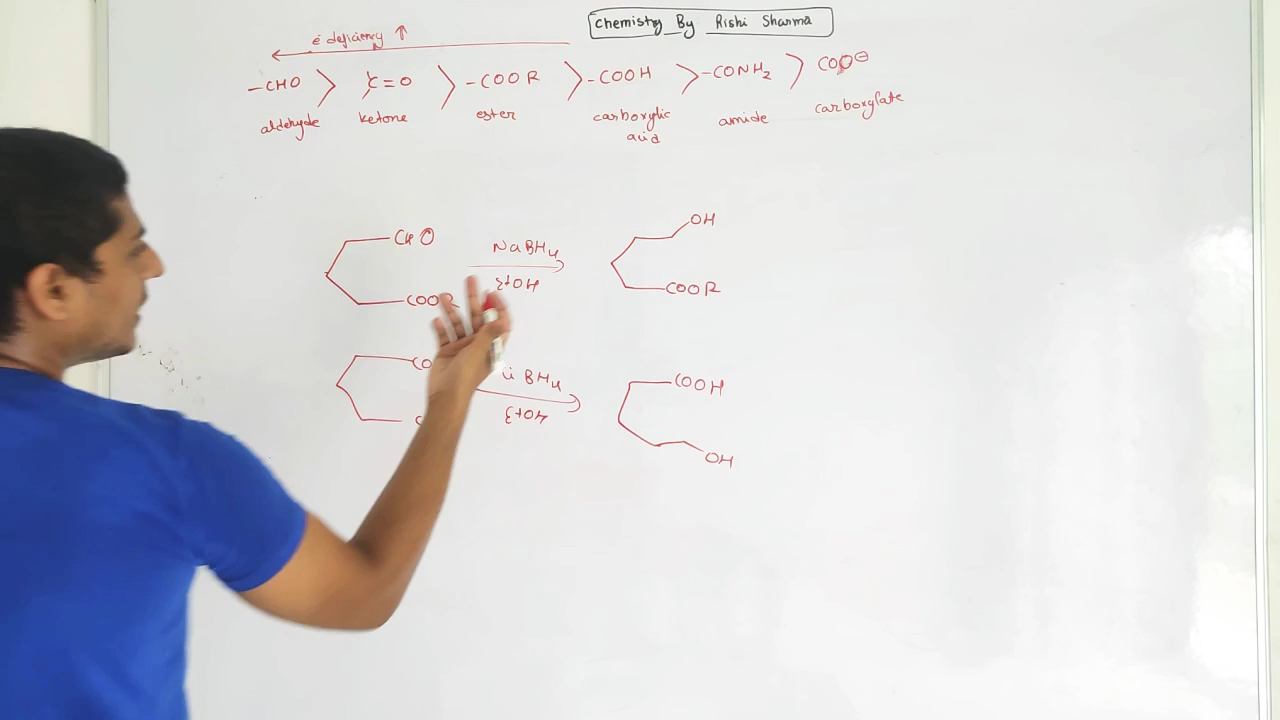 Chemistry By Rishi Sharma
e⁻ deficiency ↑
-CHO > C=O > -COOR > -COOH > -CONH₂ > COO⊖
aldehyde ketone ester carboxylic acid amide carboxylate
CHO
COOR
NaBH₄
EtOH
OH
COOR
BH₄
EtOH
COOH
OH